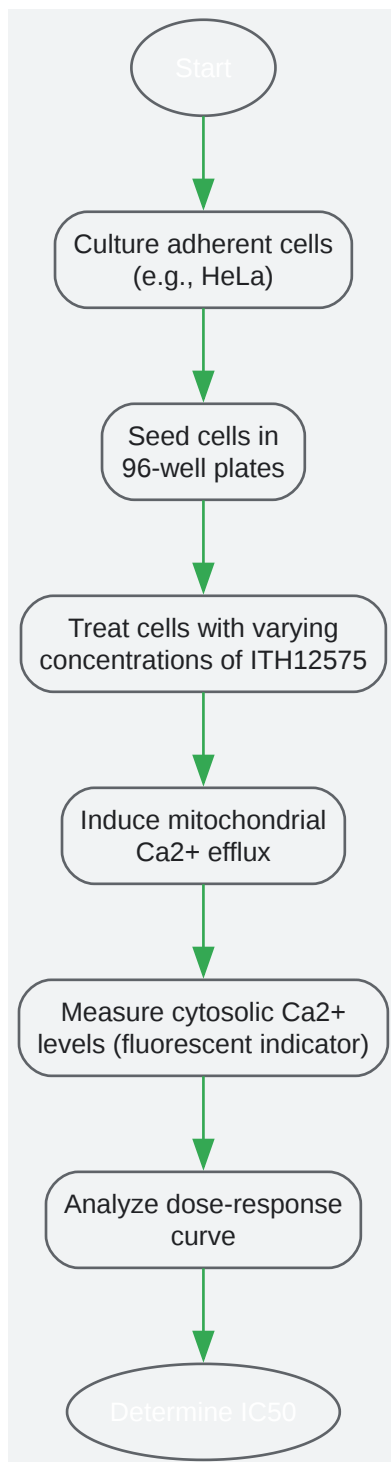 Start
Culture adherent cells
(e.g., HeLa)
Seed cells in
96-well plates
Treat cells with varying
concentrations of ITH12575
Induce mitochondrial
Ca2+ efflux
Measure cytosolic Ca2+
levels (fluorescent indicator)
Analyze dose-response
curve
Determine IC50